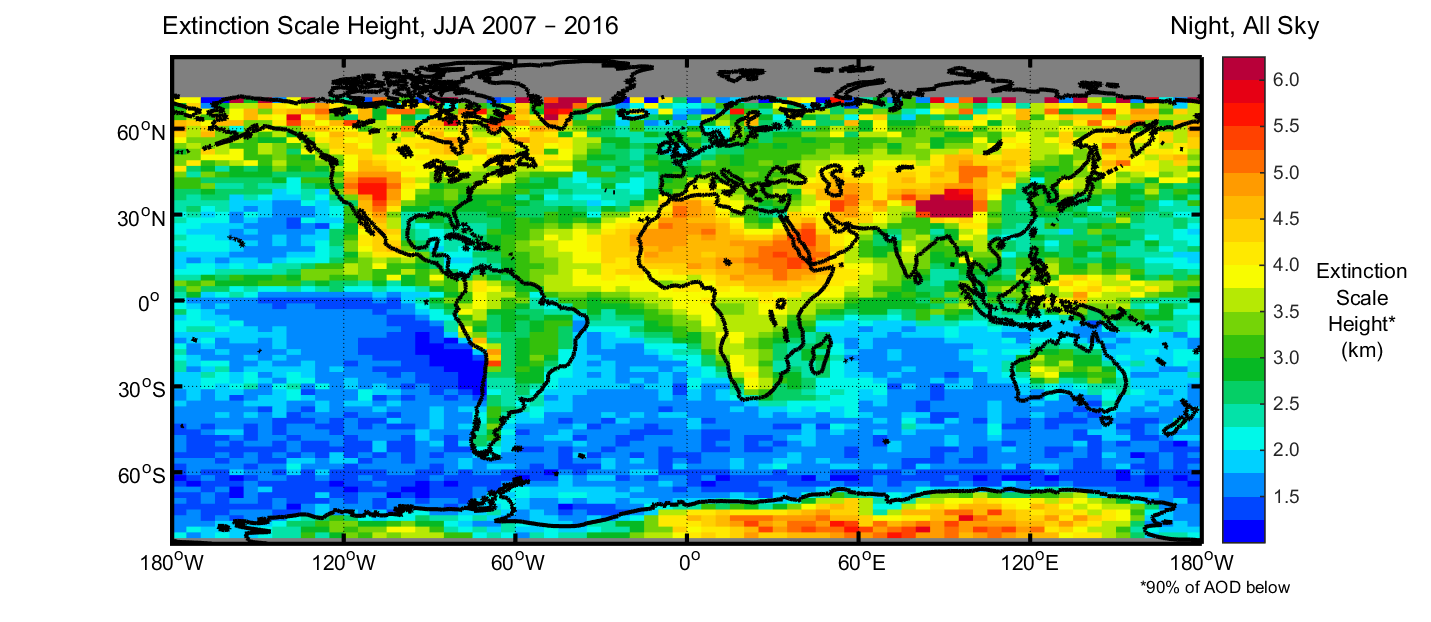 Extinction Scale Height, JJA 2007 – 2016
Night, All Sky
60°N
30°N
0°
30°S
60°S
180°W
120°W
60°W
0°
60°E
120°E
180°W
6.0
5.5
5.0
4.5
4.0
3.5
3.0
2.5
2.0
1.5
Extinction
Scale
Height*
(km)
*90% of AOD below